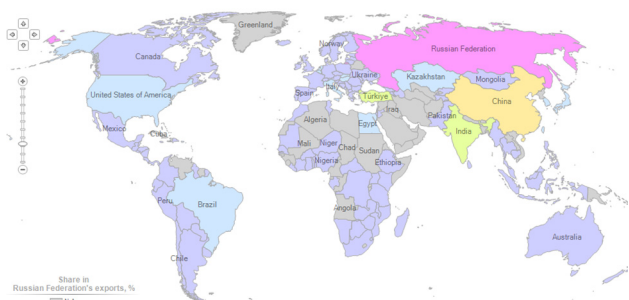 Greenland
Norway
Russian Federation
Canada
Ukraine
Kazakhstan
Mongolia
United States of America
Spain
Ital
Türkiye
China
Iraq
Pakistan
Mexico
Cuba
Algeria
Egypt
India
Mali
Niger
Chad
Sudan
Nigeria
Ethiopia
Peru
Brazil
Angola
Australia
Chile
Share in
Russian Federation's exports, %